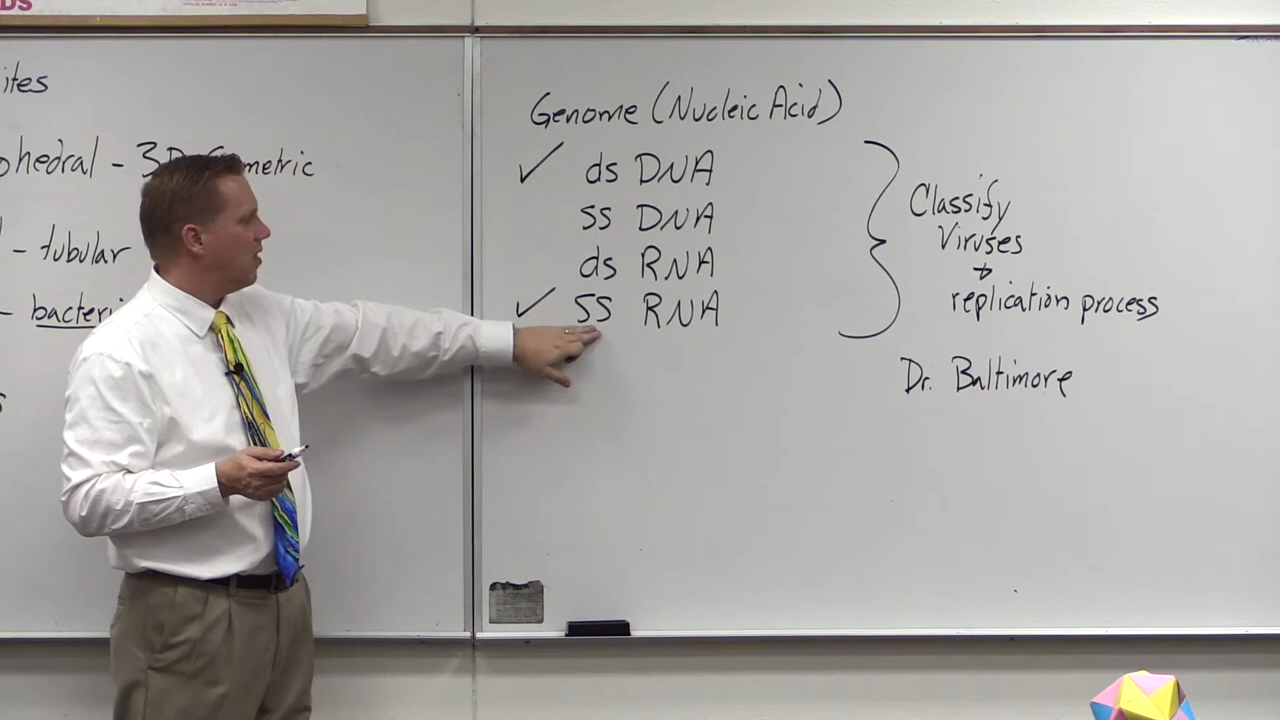 DS
ites
ohedral - 3D
metric
- tubular
- bacteri
s
Genome (Nucleic Acid)
✓ ds DNA
ss DNA
ds RNA
✓ ss RNA
Classify
Viruses
+
replication process
Dr. Baltimore